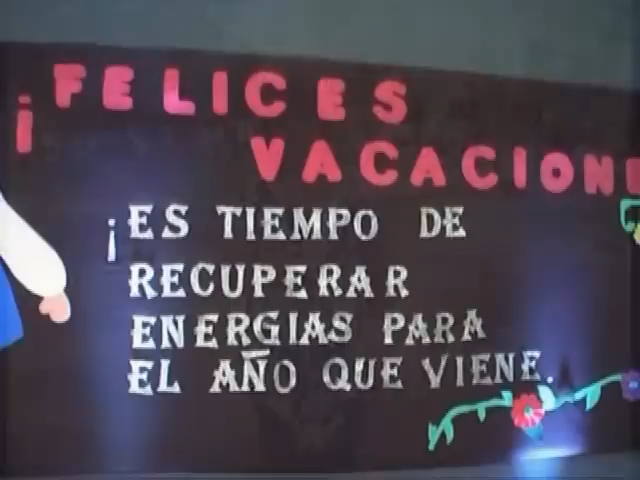 ¡FELICES
VACACIONE
¡ES TIEMPO DE
RECUPERAR
ENERGIAS PARA
EL AÑO QUE VIENE.